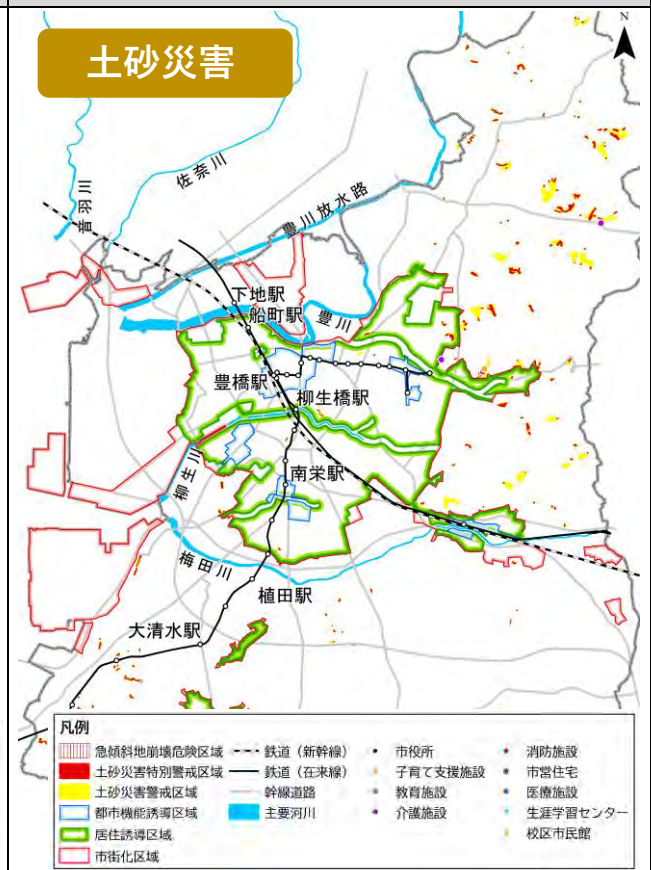 土砂災害
N
音羽川
佐奈川
豊川放水路
下地駅
船町駅
豊川
豊橋駅
柳生橋駅
柳生川
南栄駅
梅田川
植田駅
大清水駅
凡例
急傾斜地崩壊危険区域
土砂災害特別警戒区域
土砂災害警戒区域
都市機能誘導区域
居住誘導区域
市街化区域
鉄道（新幹線）
鉄道（在来線）
幹線道路
主要河川
市役所
子育て支援施設
教育施設
介護施設
消防施設
市営住宅
医療施設
生涯学習センター
校区市民館